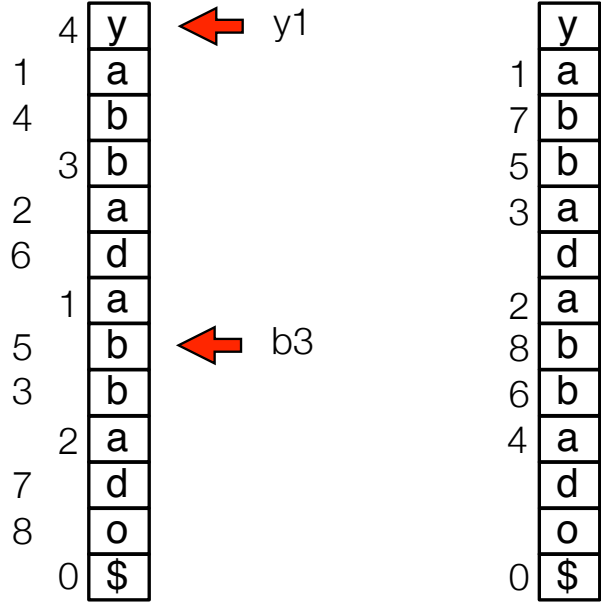 4 y y1 y
1 a 1 a
4 b 7 b
3 b 5 b
2 a 3 a
6 d d
1 a 2 a
5 b b3 8 b
3 b 6 b
2 a 4 a
7 d d
8 o o
0 $ 0 $